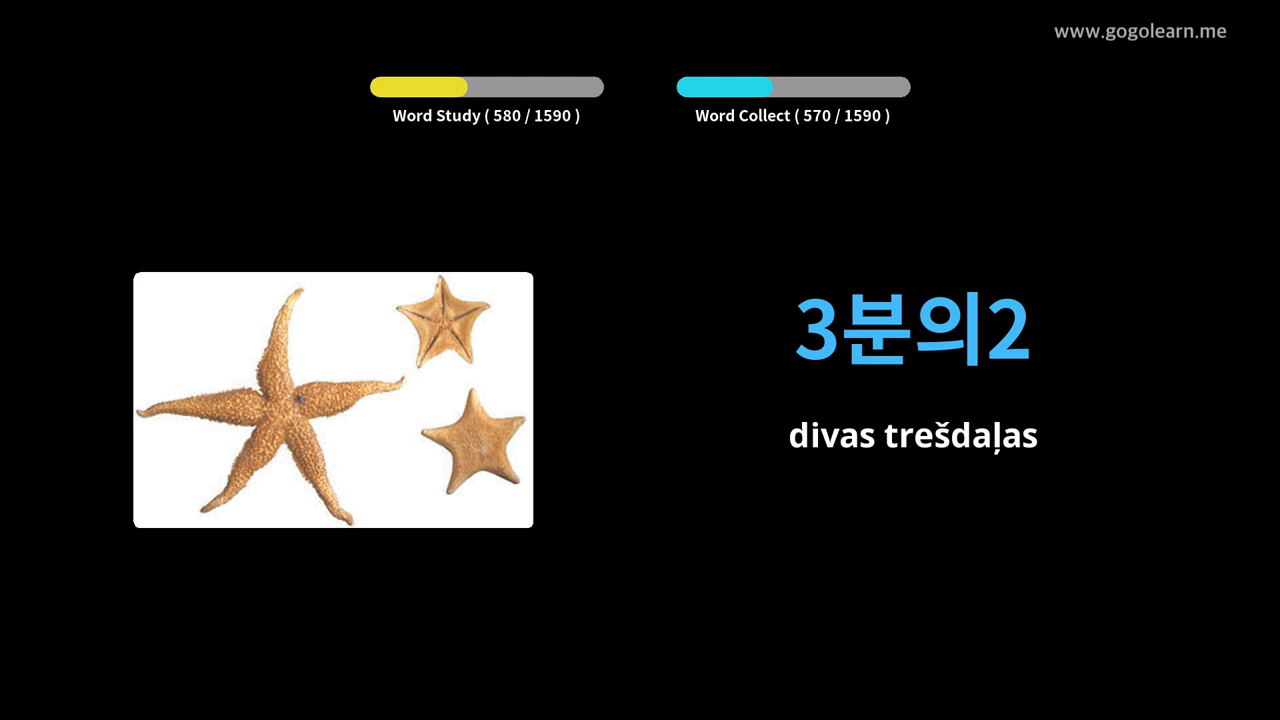 www.gogolearn.me
Word Study ( 580 / 1590 )
Word Collect ( 570 / 1590 )
3분의2
divas trešdaļas